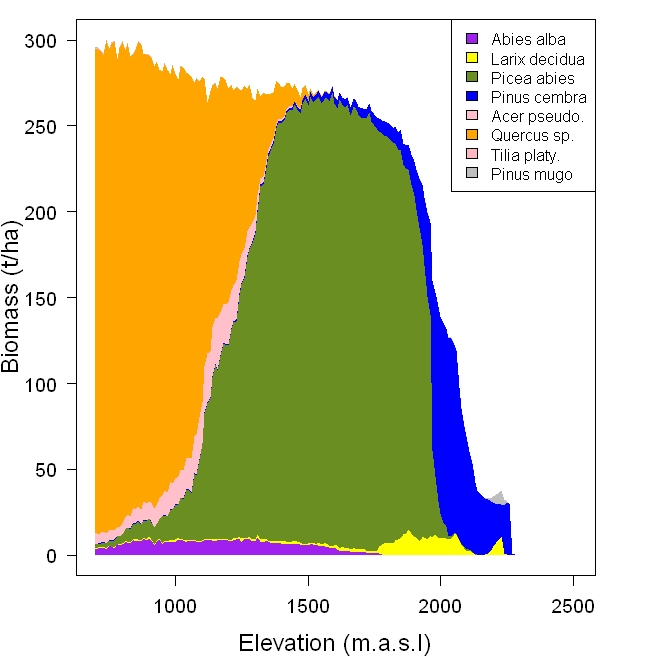 300
250
200
150
100
50
0
Biomass (t/ha)
1000 1500 2000 2500
Elevation (m.a.s.l)
Abies alba
Larix decidua
Picea abies
Pinus cembra
Acer pseudo.
Quercus sp.
Tilia platy.
Pinus mugo